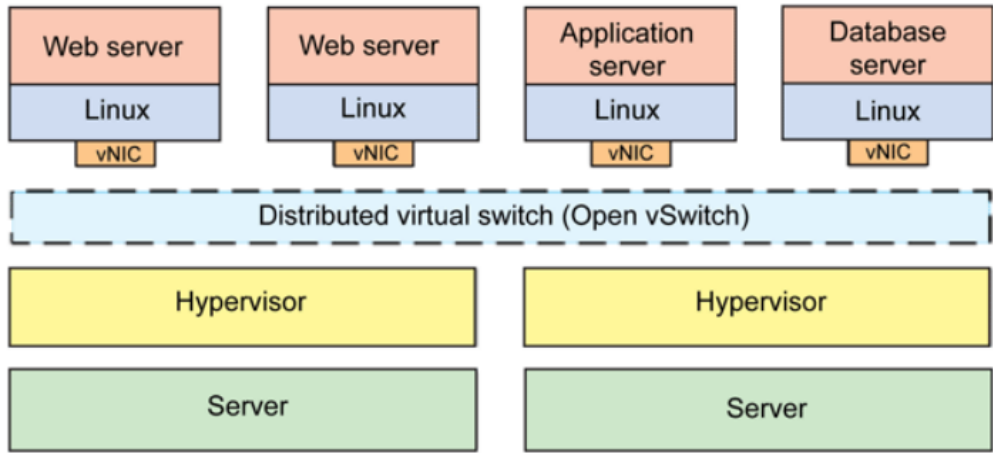 Web server
Web server
Application
server
Database
server
Linux
Linux
Linux
Linux
vNIC
vNIC
vNIC
vNIC
Distributed virtual switch (Open vSwitch)
Hypervisor
Hypervisor
Server
Server